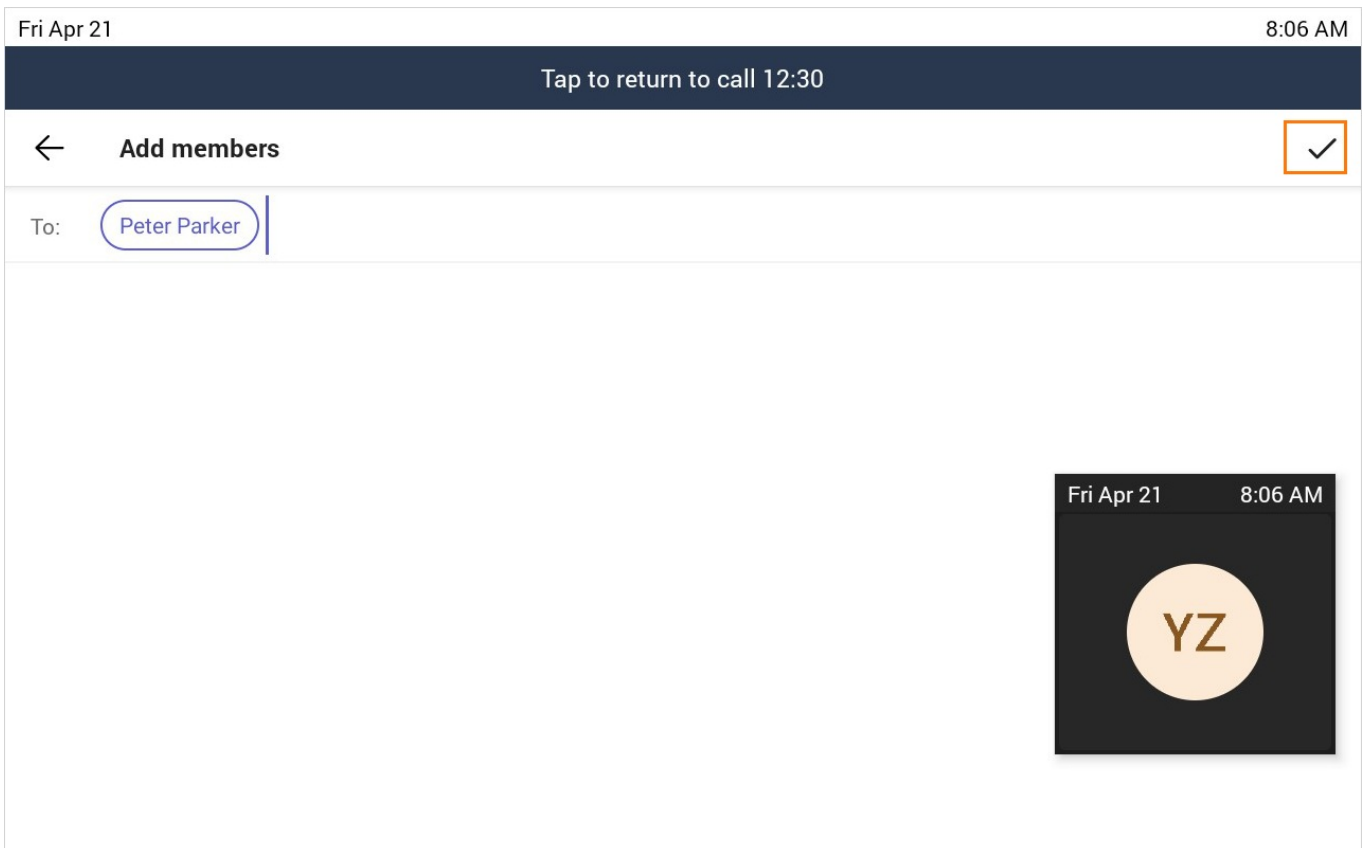 Fri Apr 21 8:06 AM
Tap to return to call 12:30
Add members
To: Peter Parker
Fri Apr 21 8:06 AM
YZ